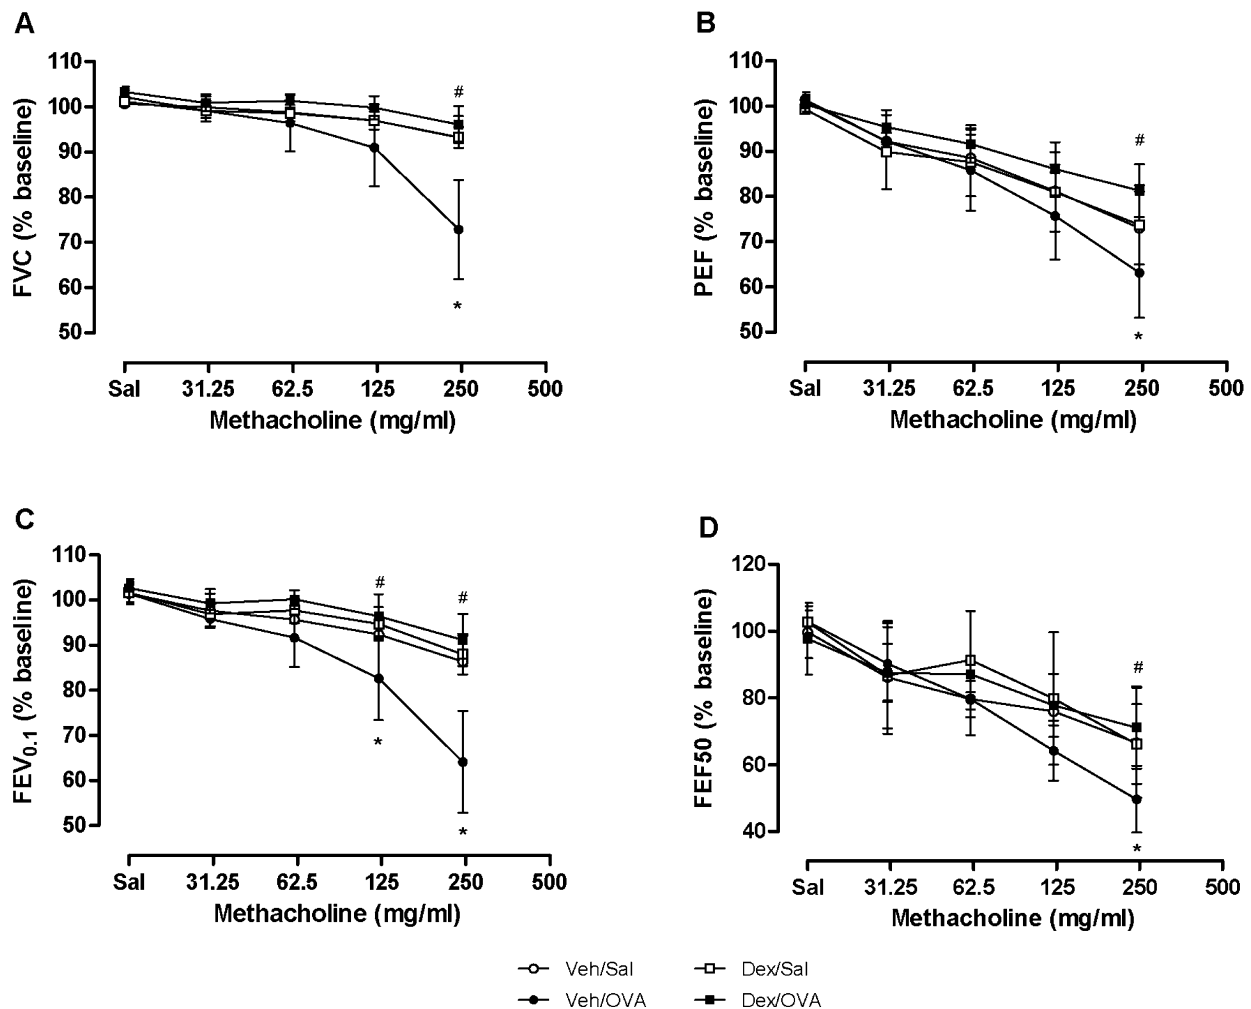 A
110
100
90
80
70
60
50
FVC (% baseline)
#
*
Sal 31.25 62.5 125 250 500
Methacholine (mg/ml)
B
110
100
90
80
70
60
50
PEF (% baseline)
#
*
Sal 31.25 62.5 125 250 500
Methacholine (mg/ml)
C
110
100
90
80
70
60
50
FEV0.1 (% baseline)
# #
* *
Sal 31.25 62.5 125 250 500
Methacholine (mg/ml)
D
120
100
80
60
40
FEF50 (% baseline)
#
*
Sal 31.25 62.5 125 250 500
Methacholine (mg/ml)
Veh/Sal Dex/Sal
Veh/OVA Dex/OVA